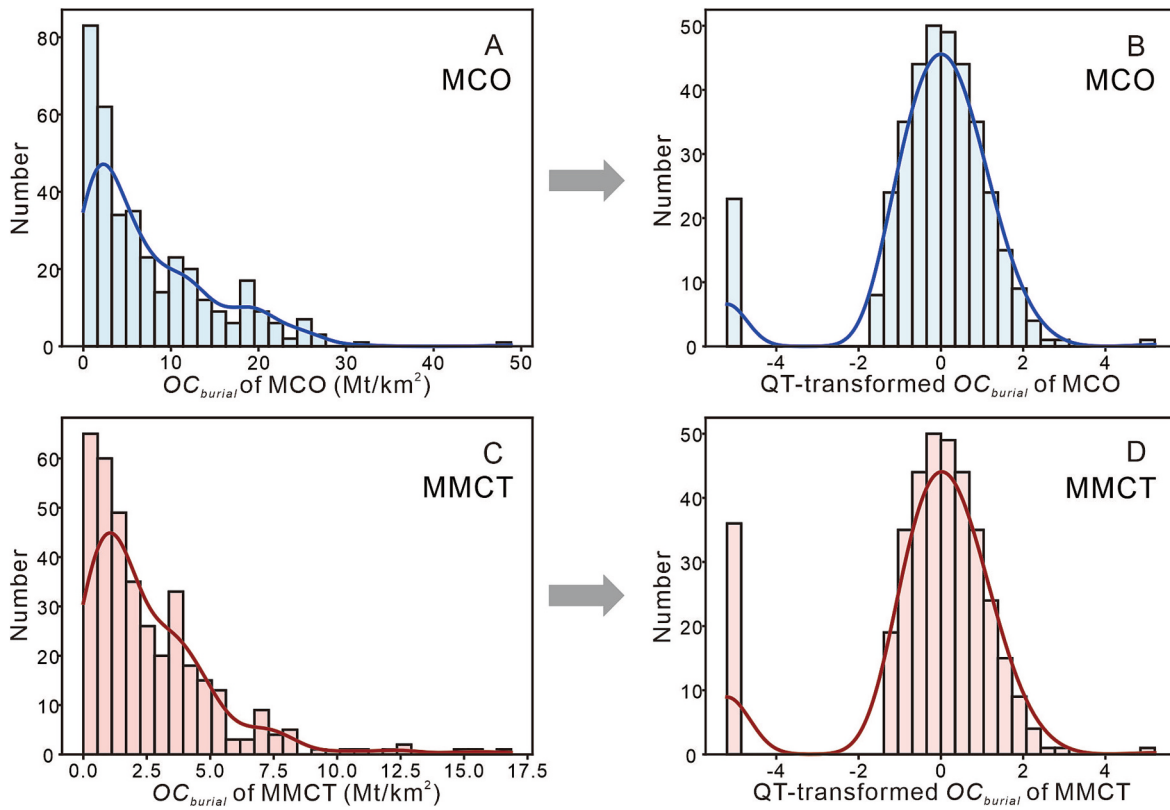 A
MCO
Number
80
60
40
20
0
0 10 20 30 40 50
OC_burial of MCO (Mt/km²)
B
MCO
Number
50
40
30
20
10
0
-4 -2 0 2 4
QT-transformed OC_burial of MCO
C
MMCT
Number
60
50
40
30
20
10
0
0.0 2.5 5.0 7.5 10.0 12.5 15.0 17.5
OC_burial of MMCT (Mt/km²)
D
MMCT
Number
50
40
30
20
10
0
-4 -2 0 2 4
QT-transformed OC_burial of MMCT